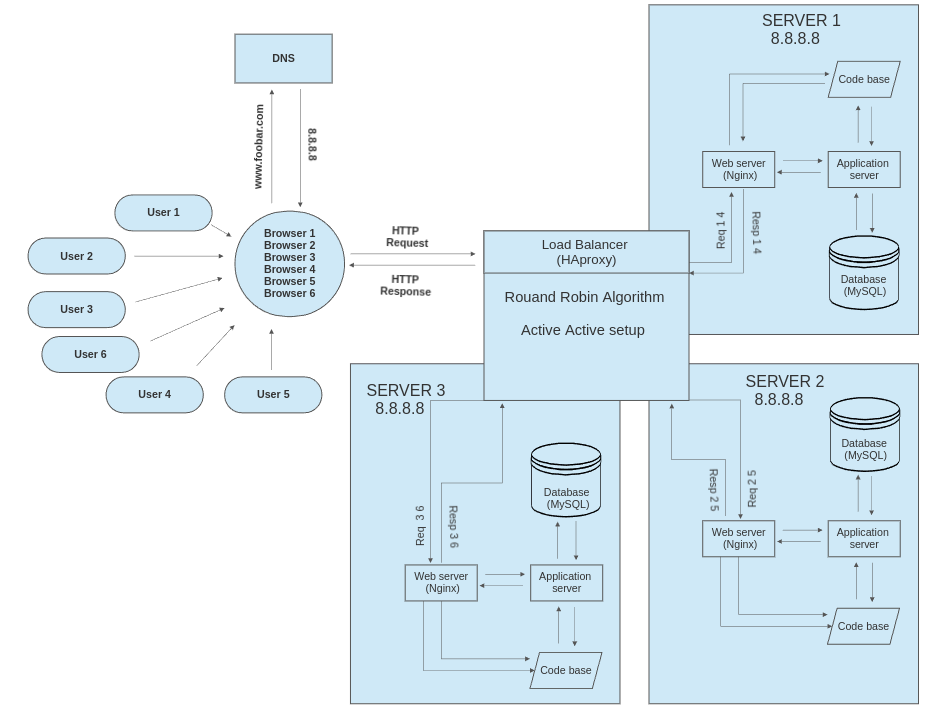 SERVER 1
8.8.8.8
DNS
Code base
www.foobar.com
8.8.8.8
Web server
(Nginx)
Application
server
User 1
User 2
User 3
User 6
User 4
User 5
Browser 1
Browser 2
Browser 3
Browser 4
Browser 5
Browser 6
HTTP
Request
HTTP
Response
Req 1 4
Resp 1 4
Database
(MySQL)
Load Balancer
(HAproxy)
Rouand Robin Algorithm
Active Active setup
SERVER 3
8.8.8.8
Database
(MySQL)
Req 3 6
Resp 3 6
Web server
(Nginx)
Application
server
Code base
SERVER 2
8.8.8.8
Database
(MySQL)
Resp 2 5
Req 2 5
Web server
(Nginx)
Application
server
Code base